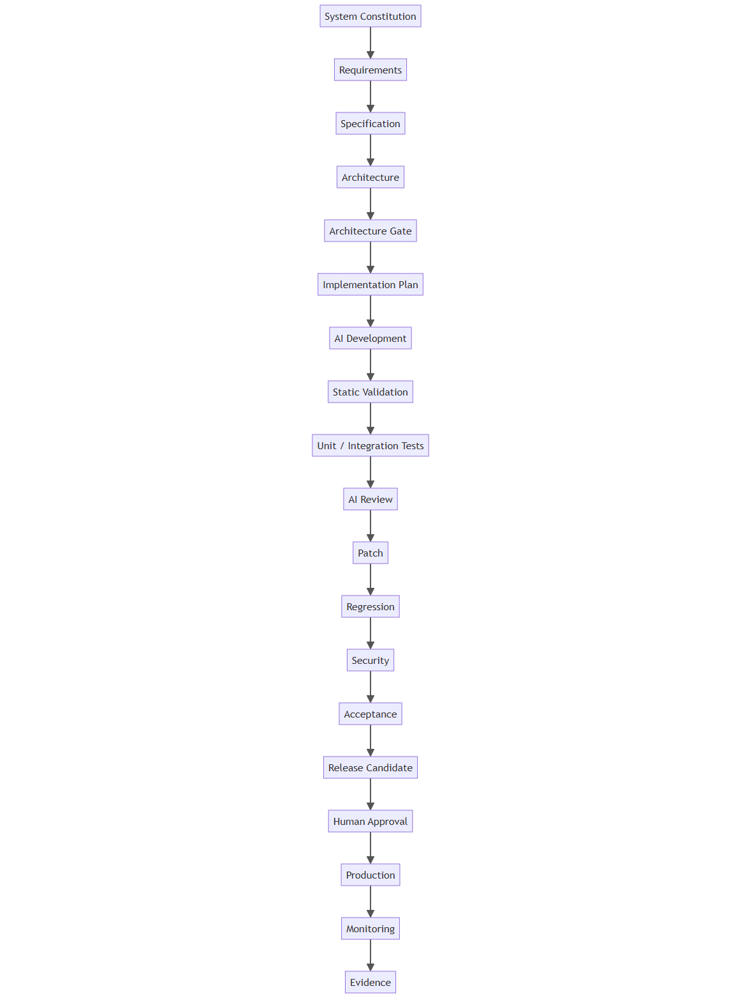 System Constitution
Requirements
Specification
Architecture
Architecture Gate
Implementation Plan
AI Development
Static Validation
Unit / Integration Tests
AI Review
Patch
Regression
Security
Acceptance
Release Candidate
Human Approval
Production
Monitoring
Evidence